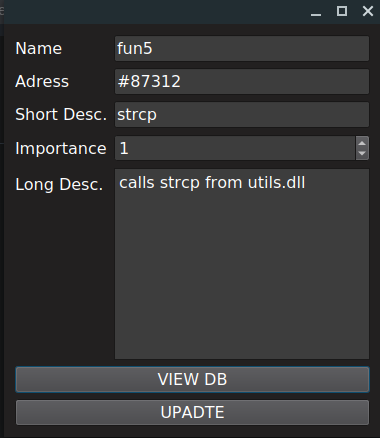 Name fun5
Adress #87312
Short Desc. strcp
Importance 1
Long Desc. calls strcp from utils.dll
VIEW DB
UPADTE